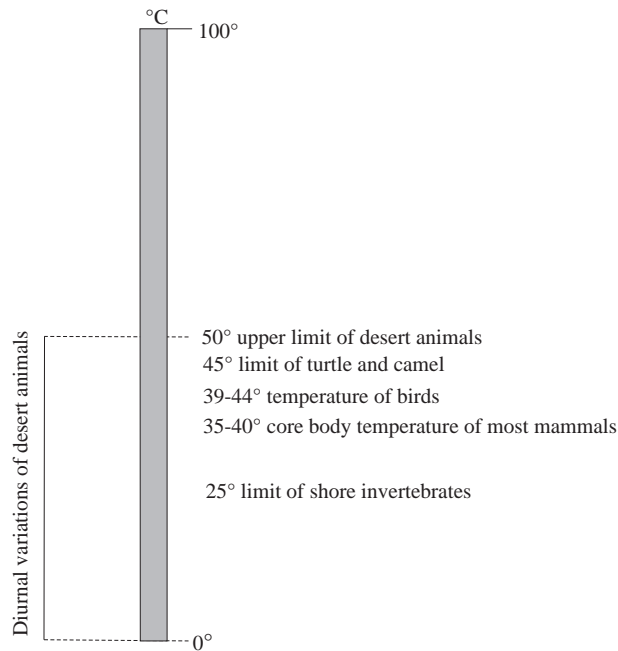 °C
100°
50° upper limit of desert animals
45° limit of turtle and camel
39-44° temperature of birds
35-40° core body temperature of most mammals
25° limit of shore invertebrates
0°
Diurnal variations of desert animals